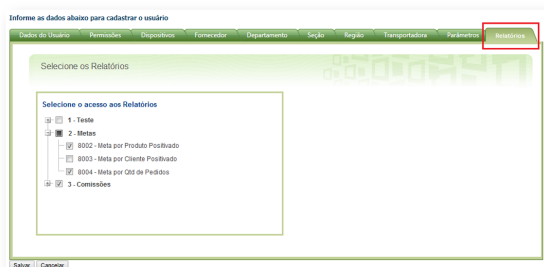 Informe as dados abaixo para cadastrar o usuário
Dados do Usuário Permissões Dispositivos Fornecedor Departamento Seção Região Transportadora Parâmetros Relatórios
Selecione os Relatórios
Selecione o acesso aos Relatórios
1 - Teste
2 - Metas
8002 - Meta por Produto Positivado
8003 - Meta por Cliente Positivado
8004 - Meta por Qtd de Pedidos
3 - Comissões
Salvar Cancelar